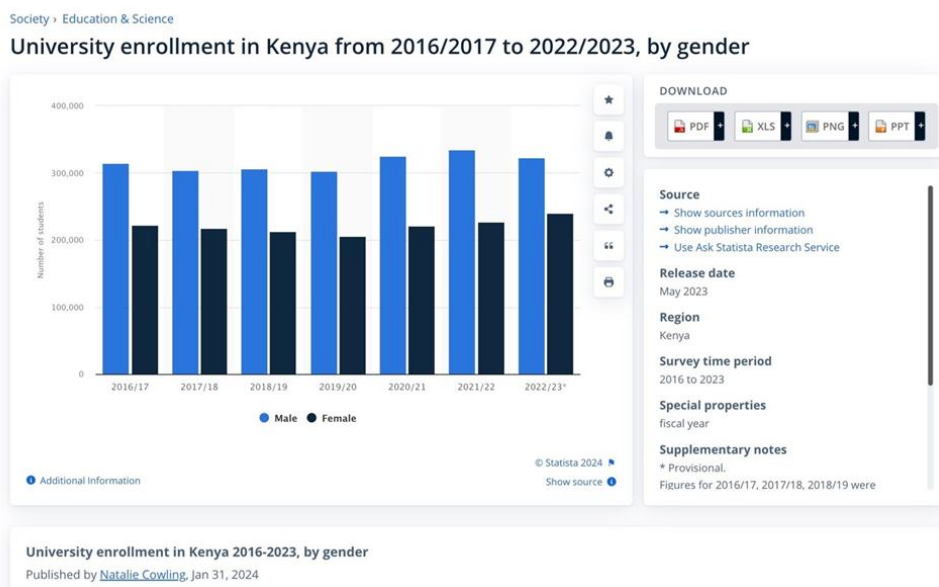 Society › Education & Science
University enrollment in Kenya from 2016/2017 to 2022/2023, by gender
400,000
300,000
200,000
100,000
0
Number of students
2016/17
2017/18
2018/19
2019/20
2020/21
2021/22
2022/23*
Male
Female
© Statista 2024
Additional Information
Show source
DOWNLOAD
PDF +
XLS +
PNG +
PPT +
Source
→ Show sources information
→ Show publisher information
→ Use Ask Statista Research Service
Release date
May 2023
Region
Kenya
Survey time period
2016 to 2023
Special properties
fiscal year
Supplementary notes
* Provisional.
Figures for 2016/17, 2017/18, 2018/19 were
University enrollment in Kenya 2016-2023, by gender
Published by Natalie Cowling, Jan 31, 2024